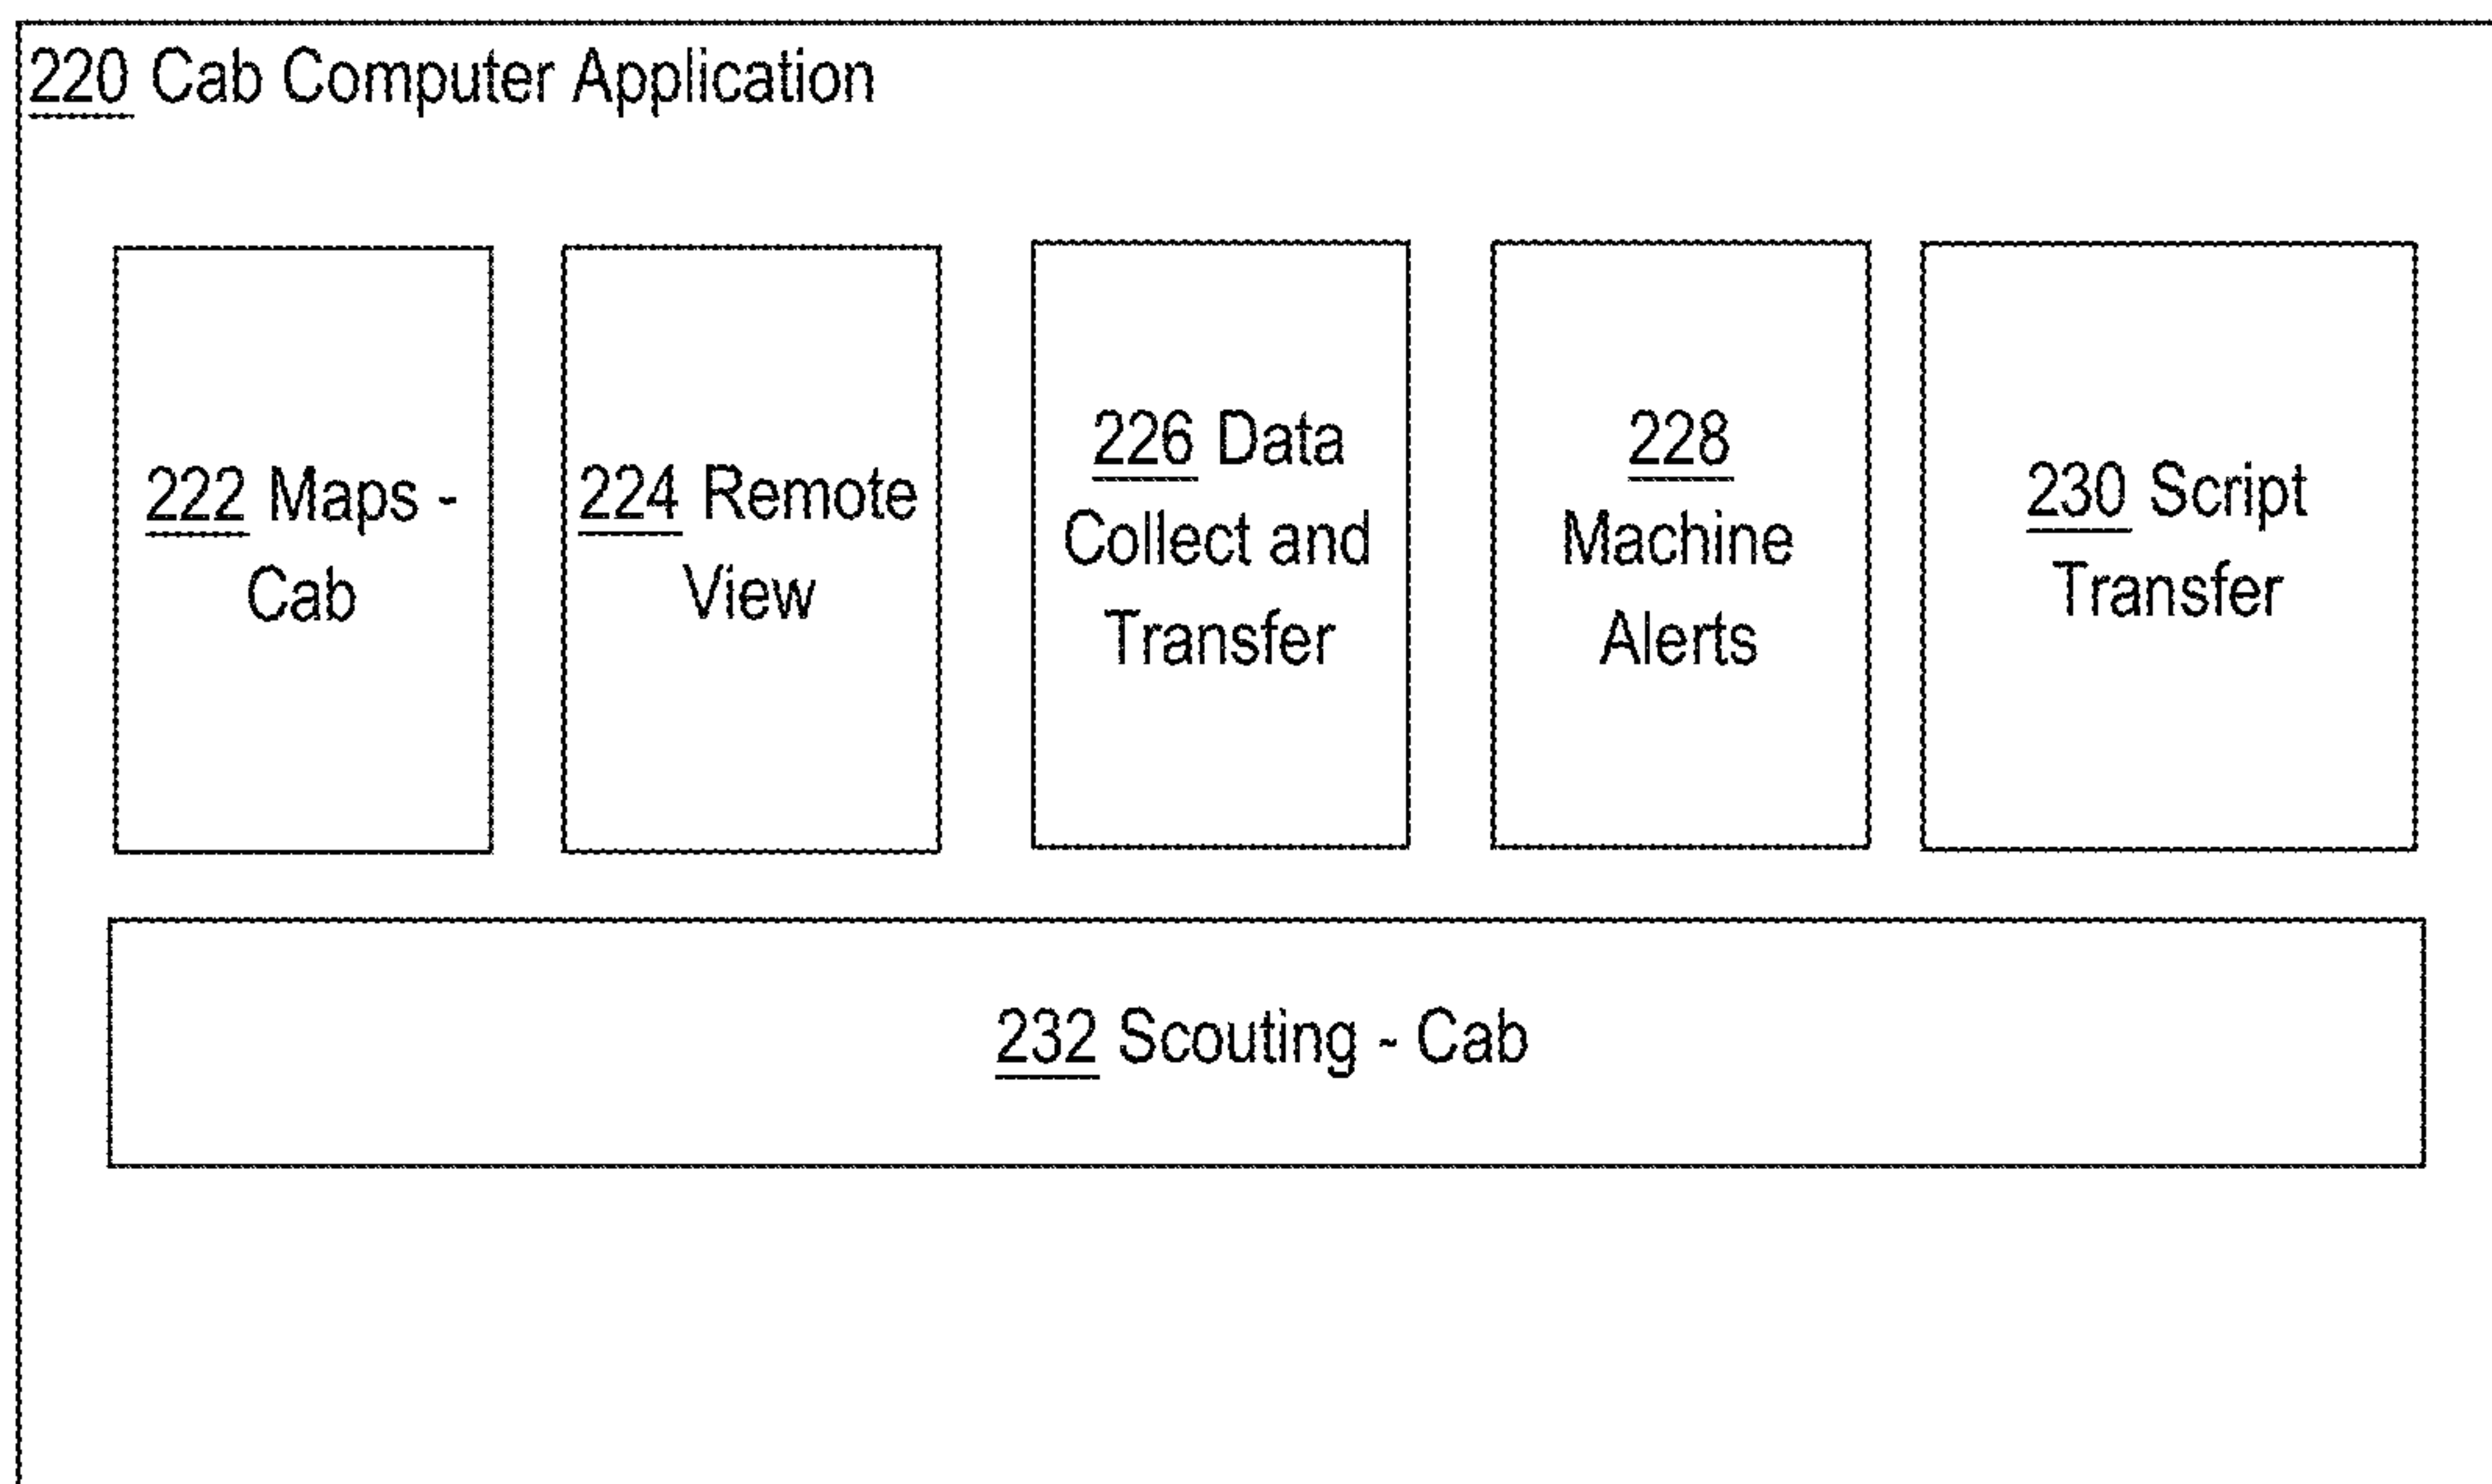 220 Cab Computer Application
222 Maps -
Cab
224 Remote
View
226 Data
Collect and
Transfer
228
Machine
Alerts
230 Script
Transfer
232 Scouting - Cab